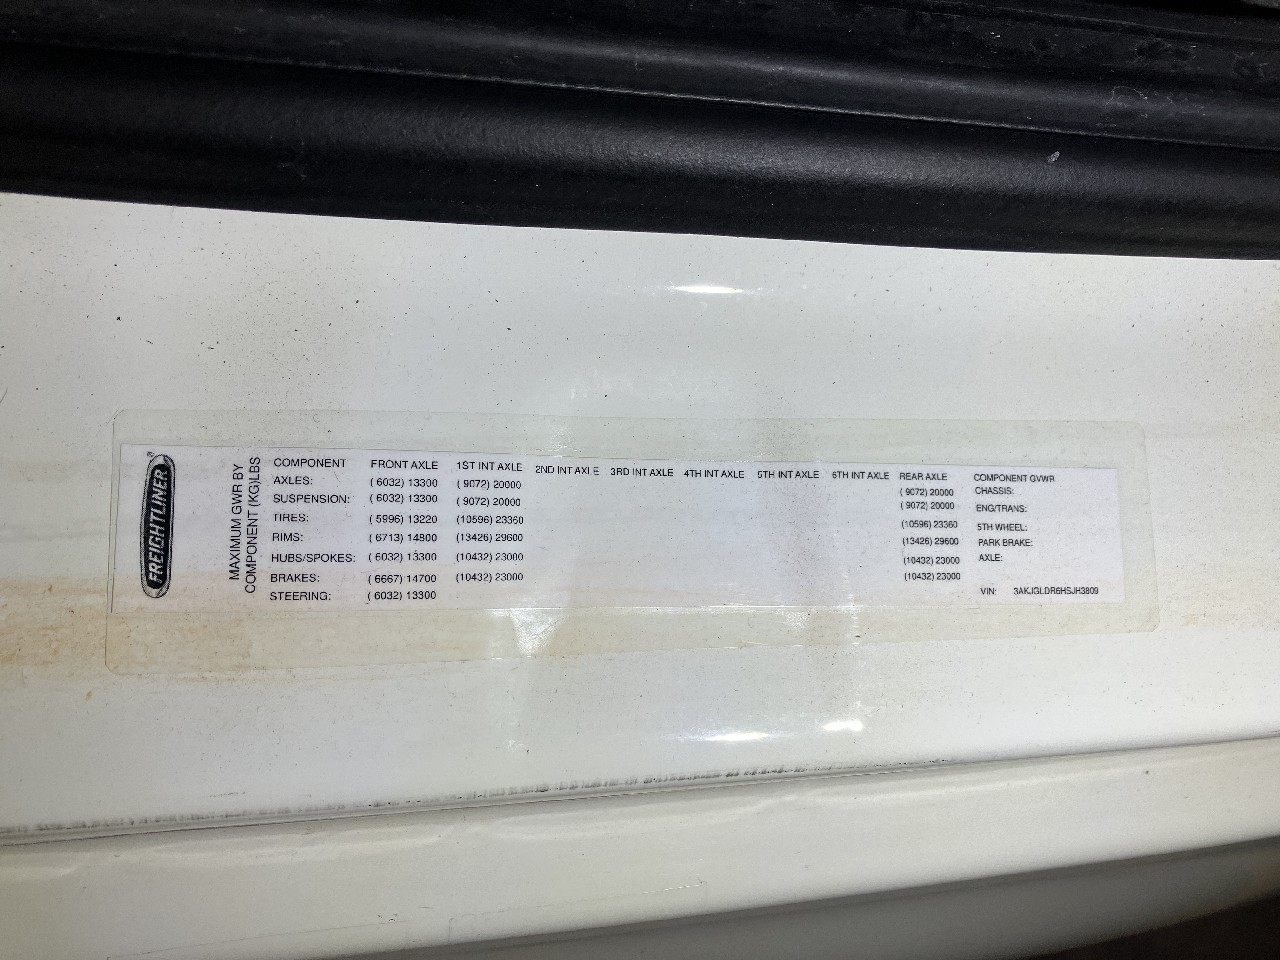 FREIGHTLINER ®
MAXIMUM GWR BY
COMPONENT (KG)LBS
COMPONENT FRONT AXLE 1ST INT AXLE 2ND INT AXLE 3RD INT AXLE 4TH INT AXLE 5TH INT AXLE 6TH INT AXLE REAR AXLE COMPONENT GVWR
AXLES: ( 6032) 13300 ( 9072) 20000 ( 9072) 20000 CHASSIS:
SUSPENSION: ( 6032) 13300 ( 9072) 20000 ( 9072) 20000 ENG/TRANS:
TIRES: ( 5996) 13220 (10596) 23360 (10596) 23360 5TH WHEEL:
RIMS: ( 6713) 14800 (13426) 29600 (13426) 29600 PARK BRAKE:
HUBS/SPOKES: ( 6032) 13300 (10432) 23000 (10432) 23000 AXLE:
BRAKES: ( 6667) 14700 (10432) 23000 (10432) 23000
STEERING: ( 6032) 13300 VIN: 3AKJGLDR6HSJH3809